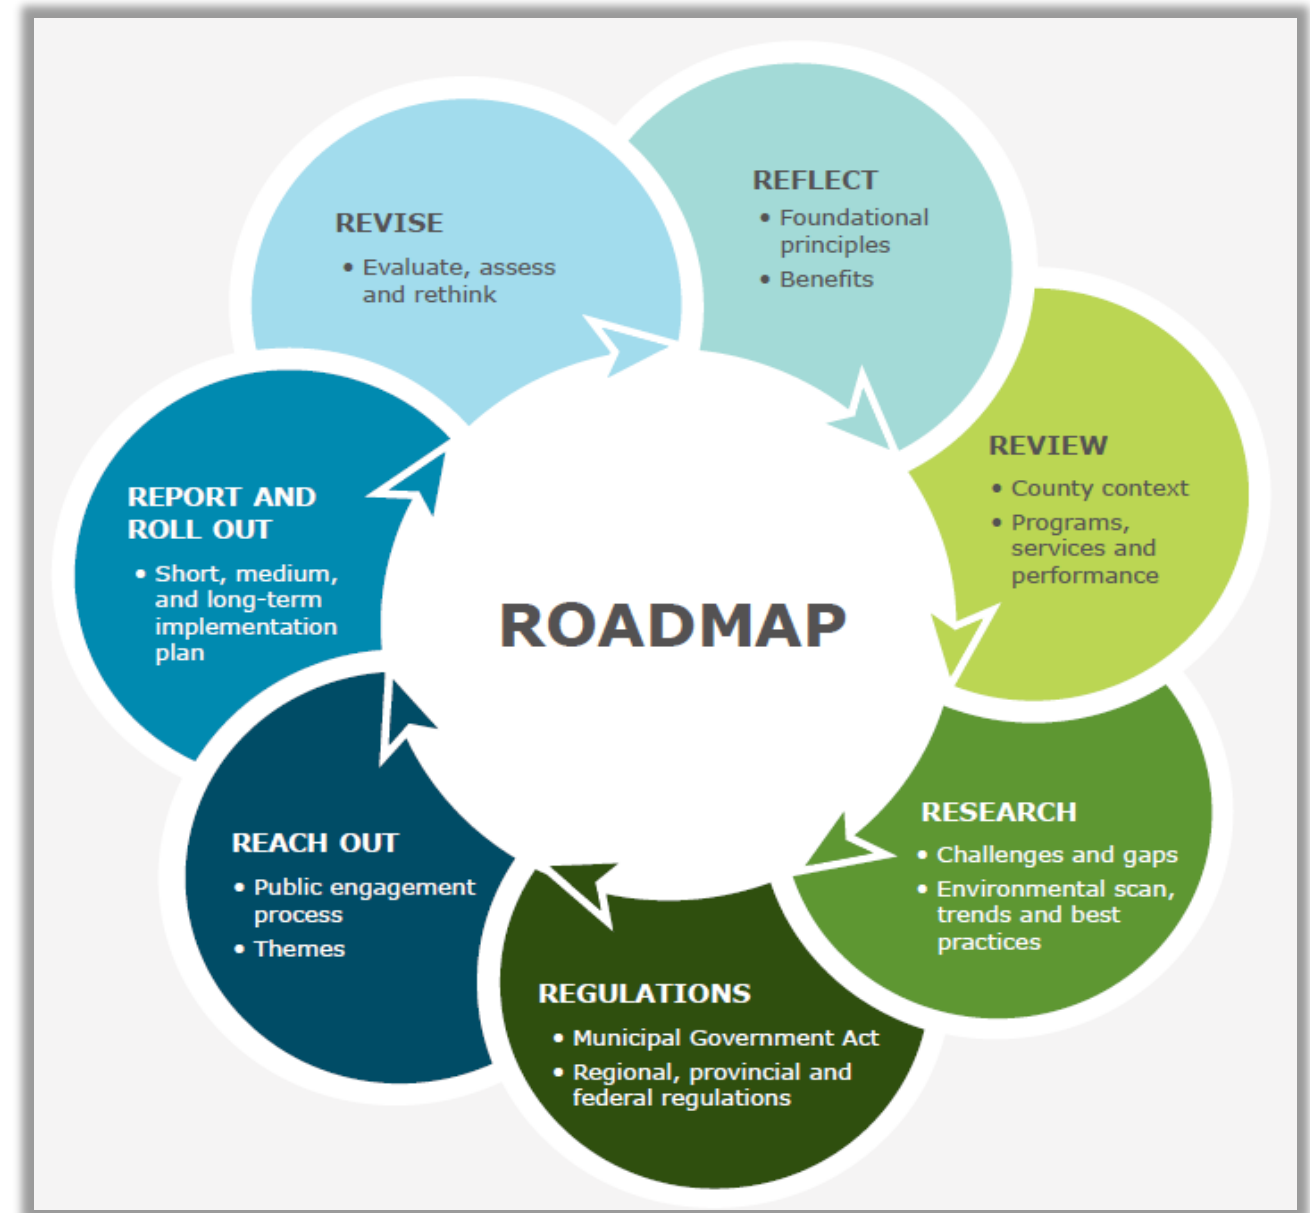 REFLECT
• Foundational
principles
• Benefits
REVIEW
• County context
• Programs,
services and
performance
RESEARCH
• Challenges and gaps
• Environmental scan,
trends and best
practices
REGULATIONS
• Municipal Government Act
• Regional, provincial and
federal regulations
REACH OUT
• Public engagement
process
• Themes
REPORT AND
ROLL OUT
• Short, medium,
and long-term
implementation
plan
REVISE
• Evaluate, assess
and rethink
ROADMAP